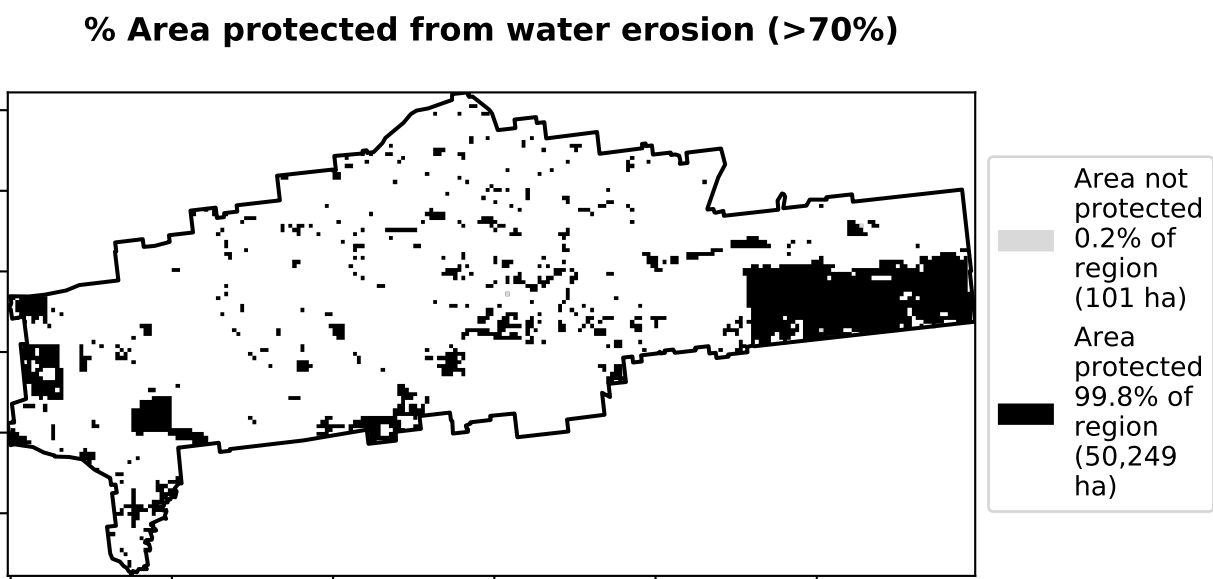 % Area protected from water erosion (>70%)
Area not
protected
0.2% of
region
(101 ha)
Area
protected
99.8% of
region
(50,249
ha)